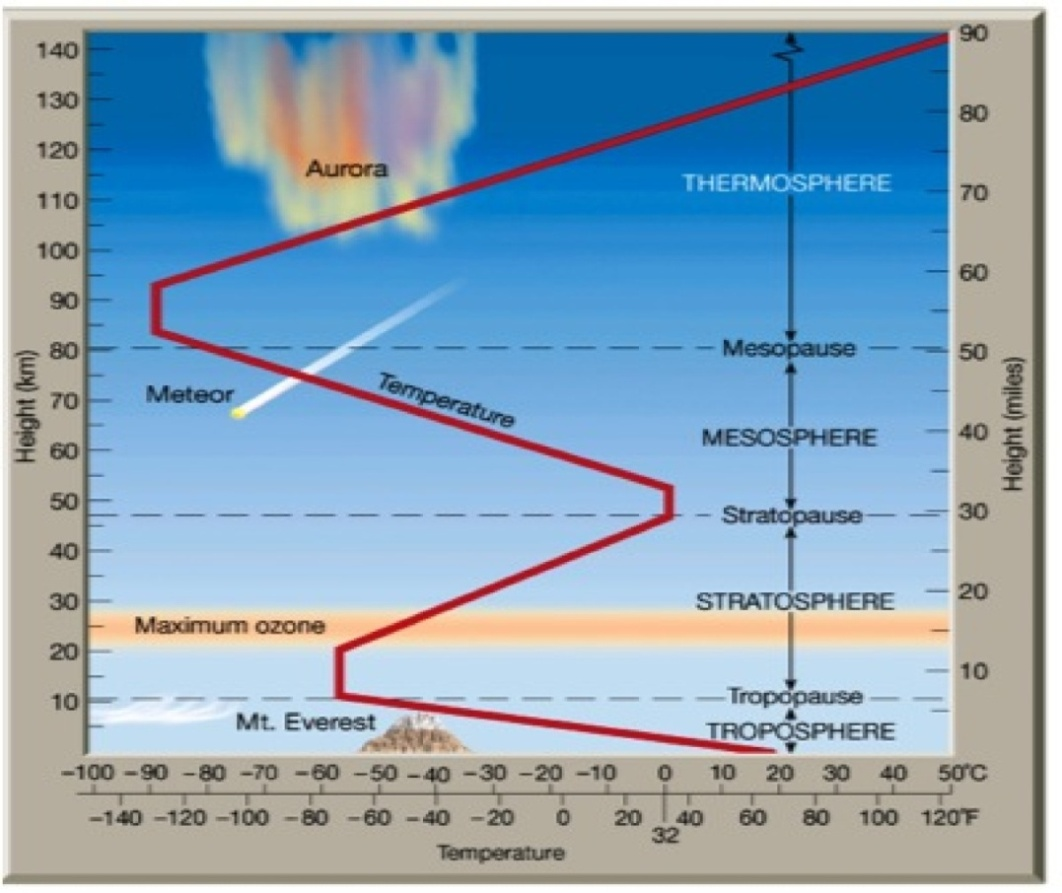 140
130
120
110
100
90
80
70
60
50
40
30
20
10
Height (km)
Aurora
Meteor
Temperature
Maximum ozone
Mt. Everest
THERMOSPHERE
Mesopause
MESOSPHERE
Stratopause
STRATOSPHERE
Tropopause
TROPOSPHERE
90
80
70
60
50
40
30
20
10
Height (miles)
−100 −90 −80 −70 −60 −50 −40 −30 −20 −10 0 10 20 30 40 50°C
−140 −120 −100 −80 −60 −40 −20 0 20 40 60 80 100 120°F
32
Temperature